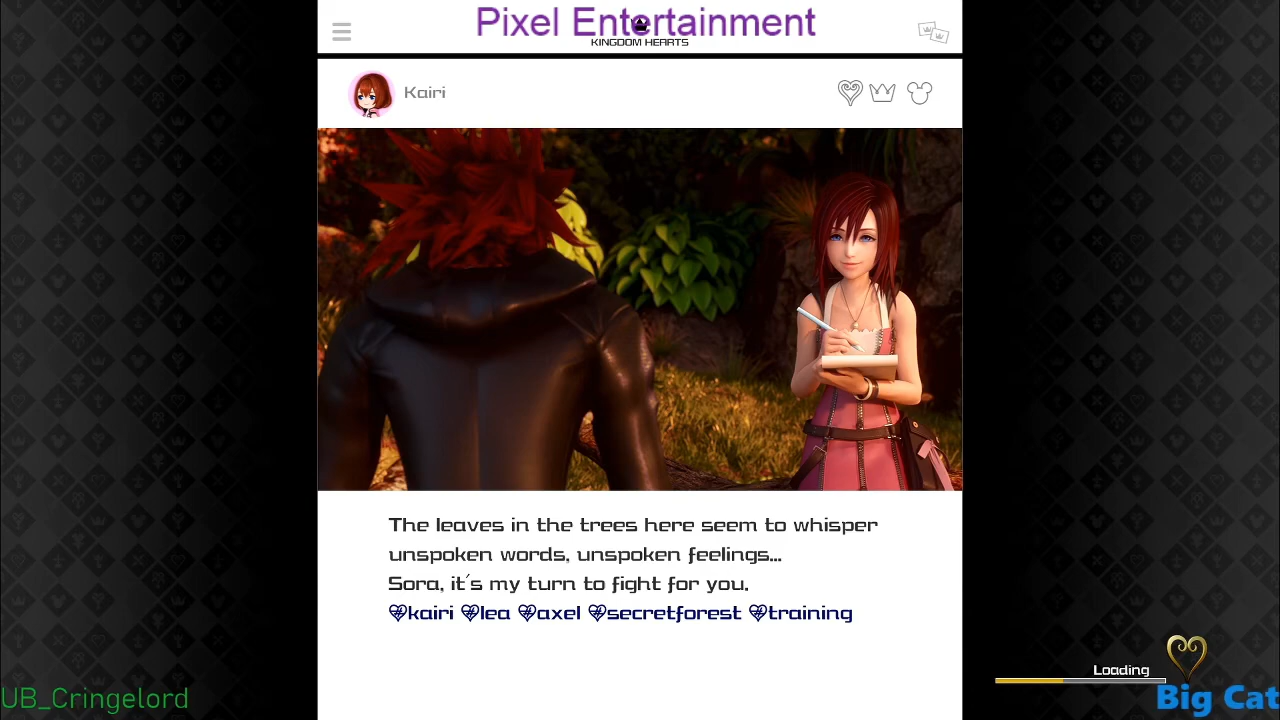 Pixel Entertainment
KINGDOM HEARTS
Kairi
The leaves in the trees here seem to whisper
unspoken words, unspoken feelings...
Sora, it's my turn to fight for you.
#kairi #lea #axel #secretforest #training
Loading
UB_Cringelord
Big Cat